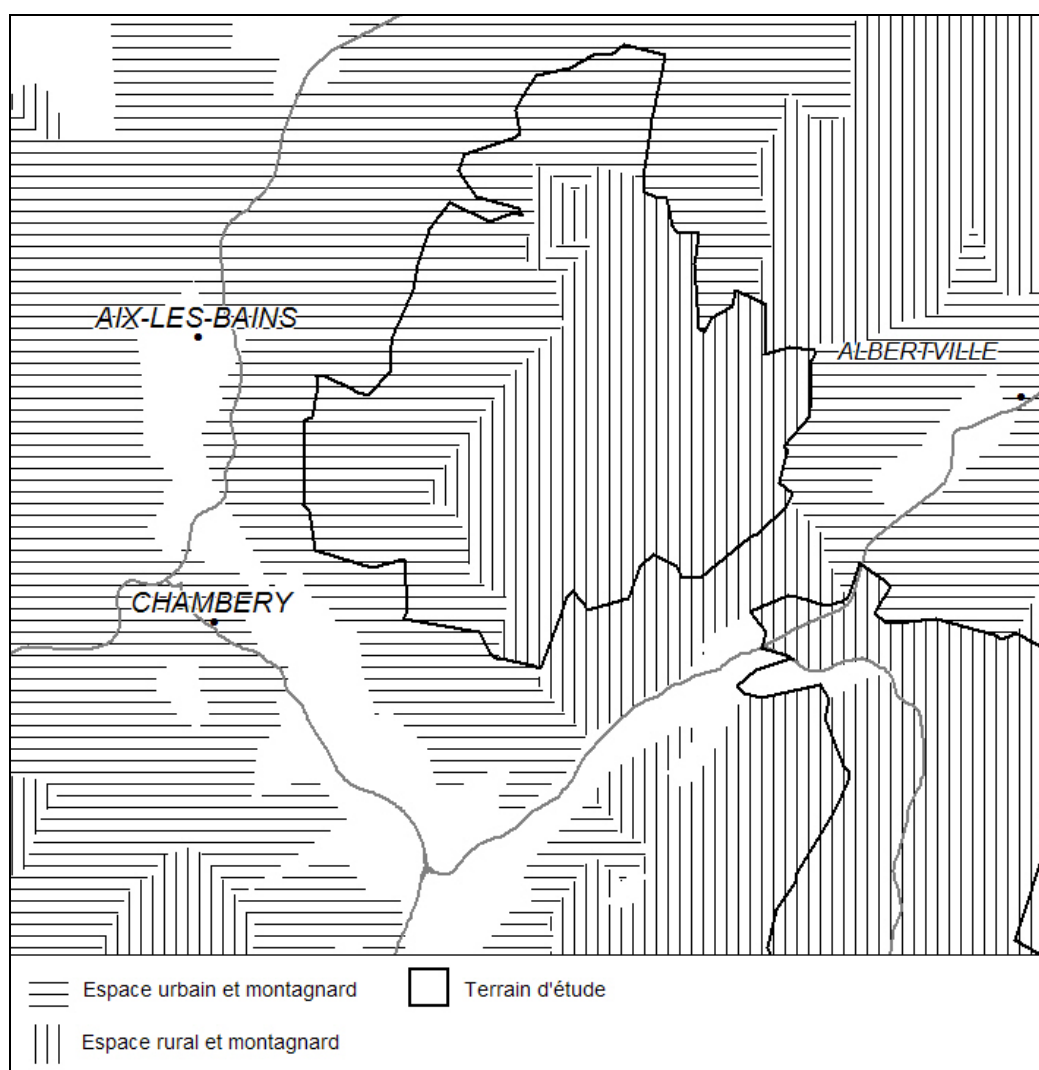 AIX-LES-BAINS
ALBERTVILLE
CHAMBERY
Espace urbain et montagnard
Terrain d'étude
Espace rural et montagnard